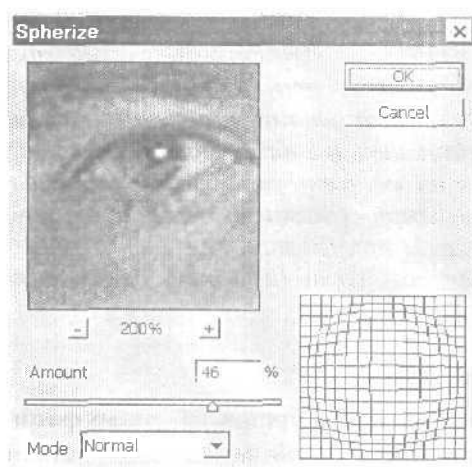 Spherize
OK
Cancel
- 200% +
Amount 46 %
Mode Normal